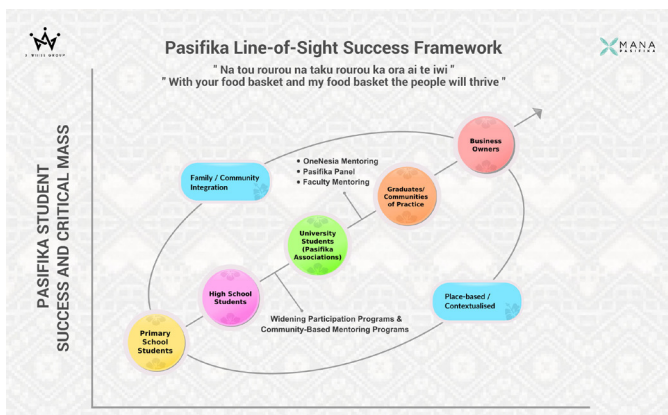 Pasifika Line-of-Sight Success Framework
" Na tou rourou na taku rourou ka ora ai te iwi "
" With your food basket and my food basket the people will thrive "
MANA
PASIFIKA
PASIFIKA STUDENT
SUCCESS AND CRITICAL MASS
Business
Owners
• OneNesia Mentoring
• Pasifika Panel
• Faculty Mentoring
Family / Community
Integration
Graduates/
Communities
of Practice
University
Students
(Pasifika
Associations)
High School
Students
Place-based /
Contextualised
Widening Participation Programs &
Community-Based Mentoring Programs
Primary
School
Students